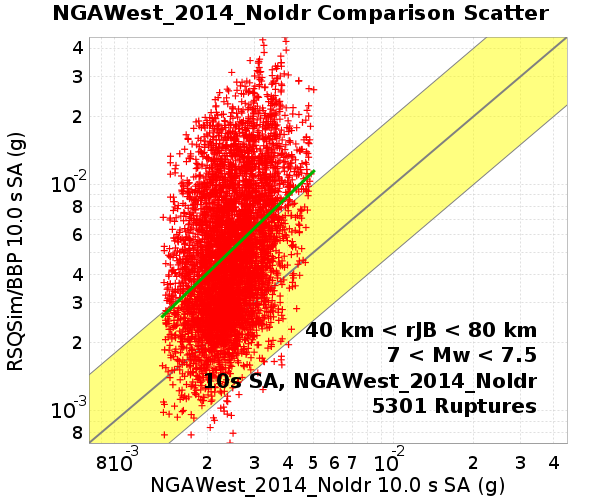 NGAWest_2014_NoIdr Comparison Scatter
RSQSim/BBP 10.0 s SA (g)
4
3
2
10⁻²
8
6
4
3
2
10⁻³
8
40 km < rJB < 80 km
7 < Mw < 7.5
10s SA, NGAWest_2014_NoIdr
5301 Ruptures
8 10⁻³ 2 3 4 5 6 7 10⁻² 2 3 4
NGAWest_2014_NoIdr 10.0 s SA (g)